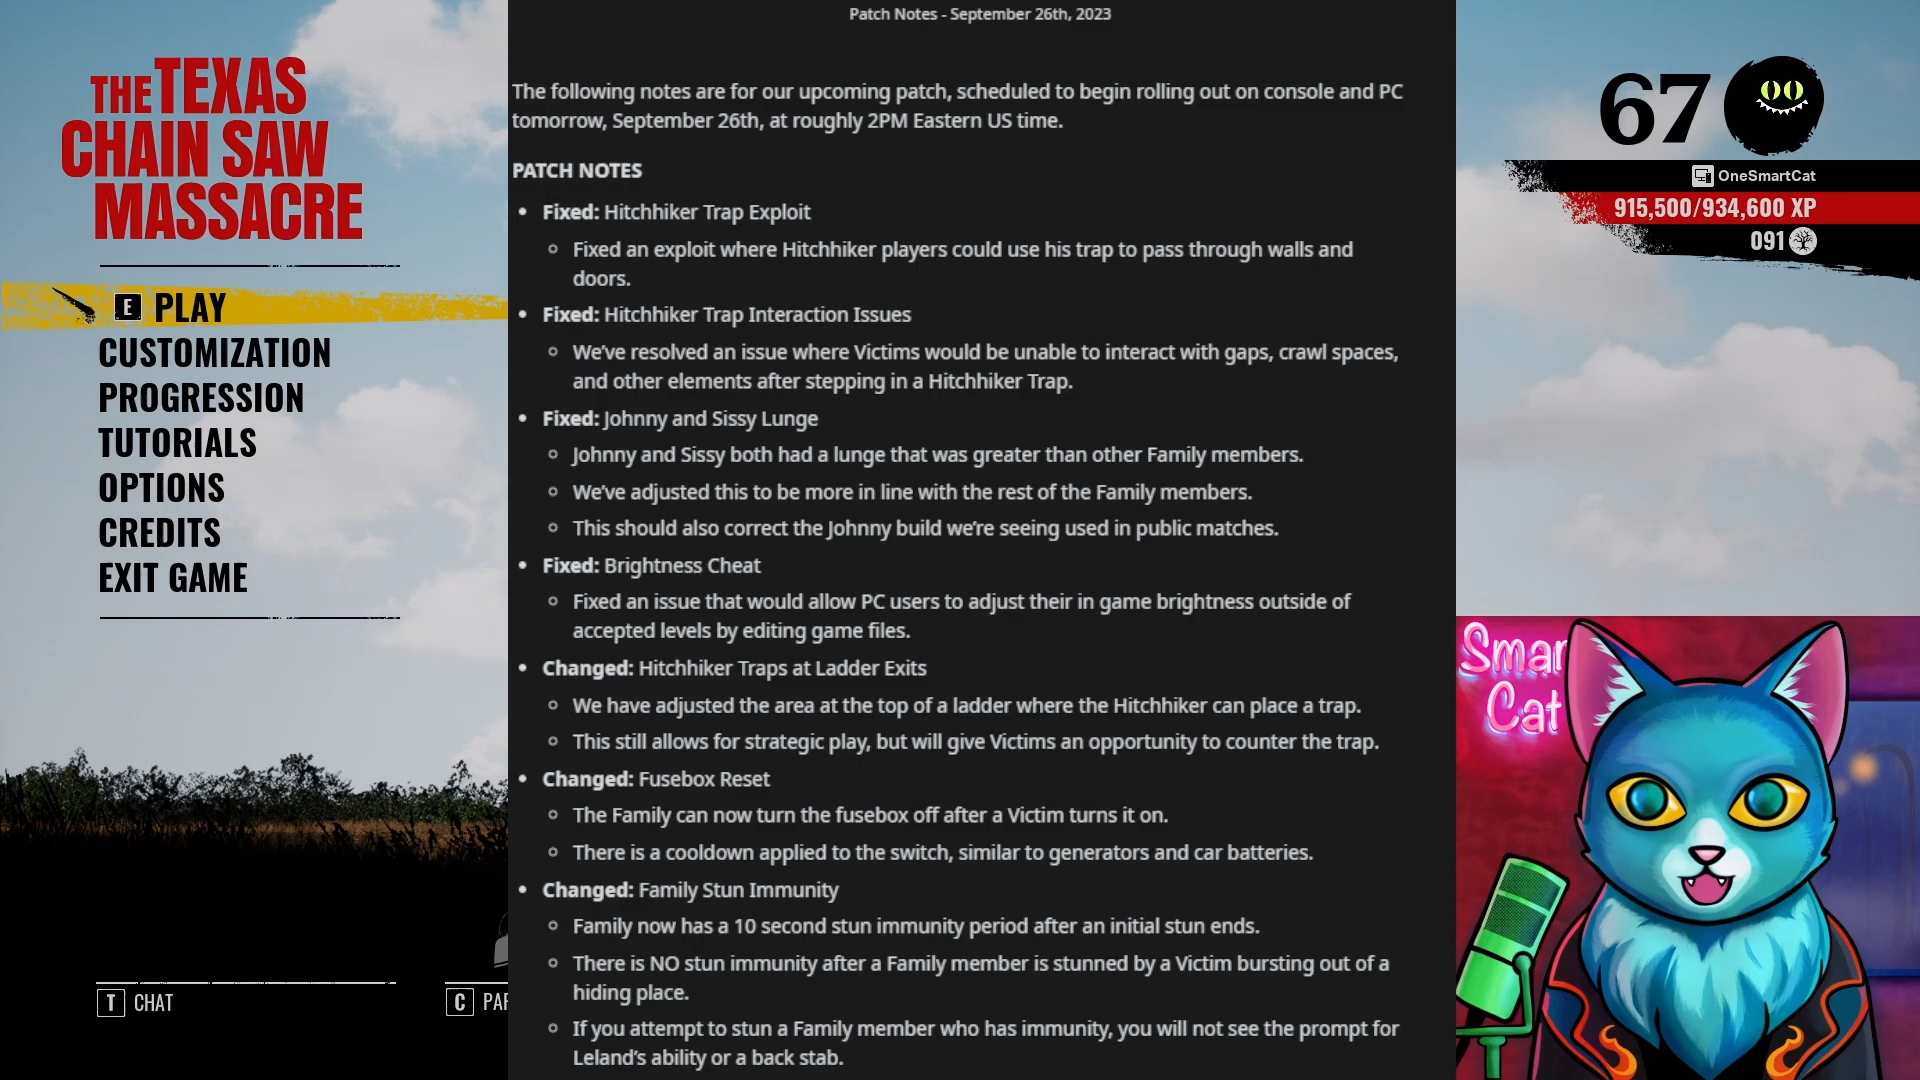 THE TEXAS
CHAIN SAW
MASSACRE
E PLAY
CUSTOMIZATION
PROGRESSION
TUTORIALS
OPTIONS
CREDITS
EXIT GAME
T CHAT
C PAR
Patch Notes - September 26th, 2023
The following notes are for our upcoming patch, scheduled to begin rolling out on console and PC
tomorrow, September 26th, at roughly 2PM Eastern US time.
PATCH NOTES
• Fixed: Hitchhiker Trap Exploit
◦ Fixed an exploit where Hitchhiker players could use his trap to pass through walls and
doors.
• Fixed: Hitchhiker Trap Interaction Issues
◦ We've resolved an issue where Victims would be unable to interact with gaps, crawl spaces,
and other elements after stepping in a Hitchhiker Trap.
• Fixed: Johnny and Sissy Lunge
◦ Johnny and Sissy both had a lunge that was greater than other Family members.
◦ We've adjusted this to be more in line with the rest of the Family members.
◦ This should also correct the Johnny build we're seeing used in public matches.
• Fixed: Brightness Cheat
◦ Fixed an issue that would allow PC users to adjust their in game brightness outside of
accepted levels by editing game files.
• Changed: Hitchhiker Traps at Ladder Exits
◦ We have adjusted the area at the top of a ladder where the Hitchhiker can place a trap.
◦ This still allows for strategic play, but will give Victims an opportunity to counter the trap.
• Changed: Fusebox Reset
◦ The Family can now turn the fusebox off after a Victim turns it on.
◦ There is a cooldown applied to the switch, similar to generators and car batteries.
• Changed: Family Stun Immunity
◦ Family now has a 10 second stun immunity period after an initial stun ends.
◦ There is NO stun immunity after a Family member is stunned by a Victim bursting out of a
hiding place.
◦ If you attempt to stun a Family member who has immunity, you will not see the prompt for
Leland's ability or a back stab.
67
OneSmartCat
915,500/934,600 XP
091
Smar
Cat